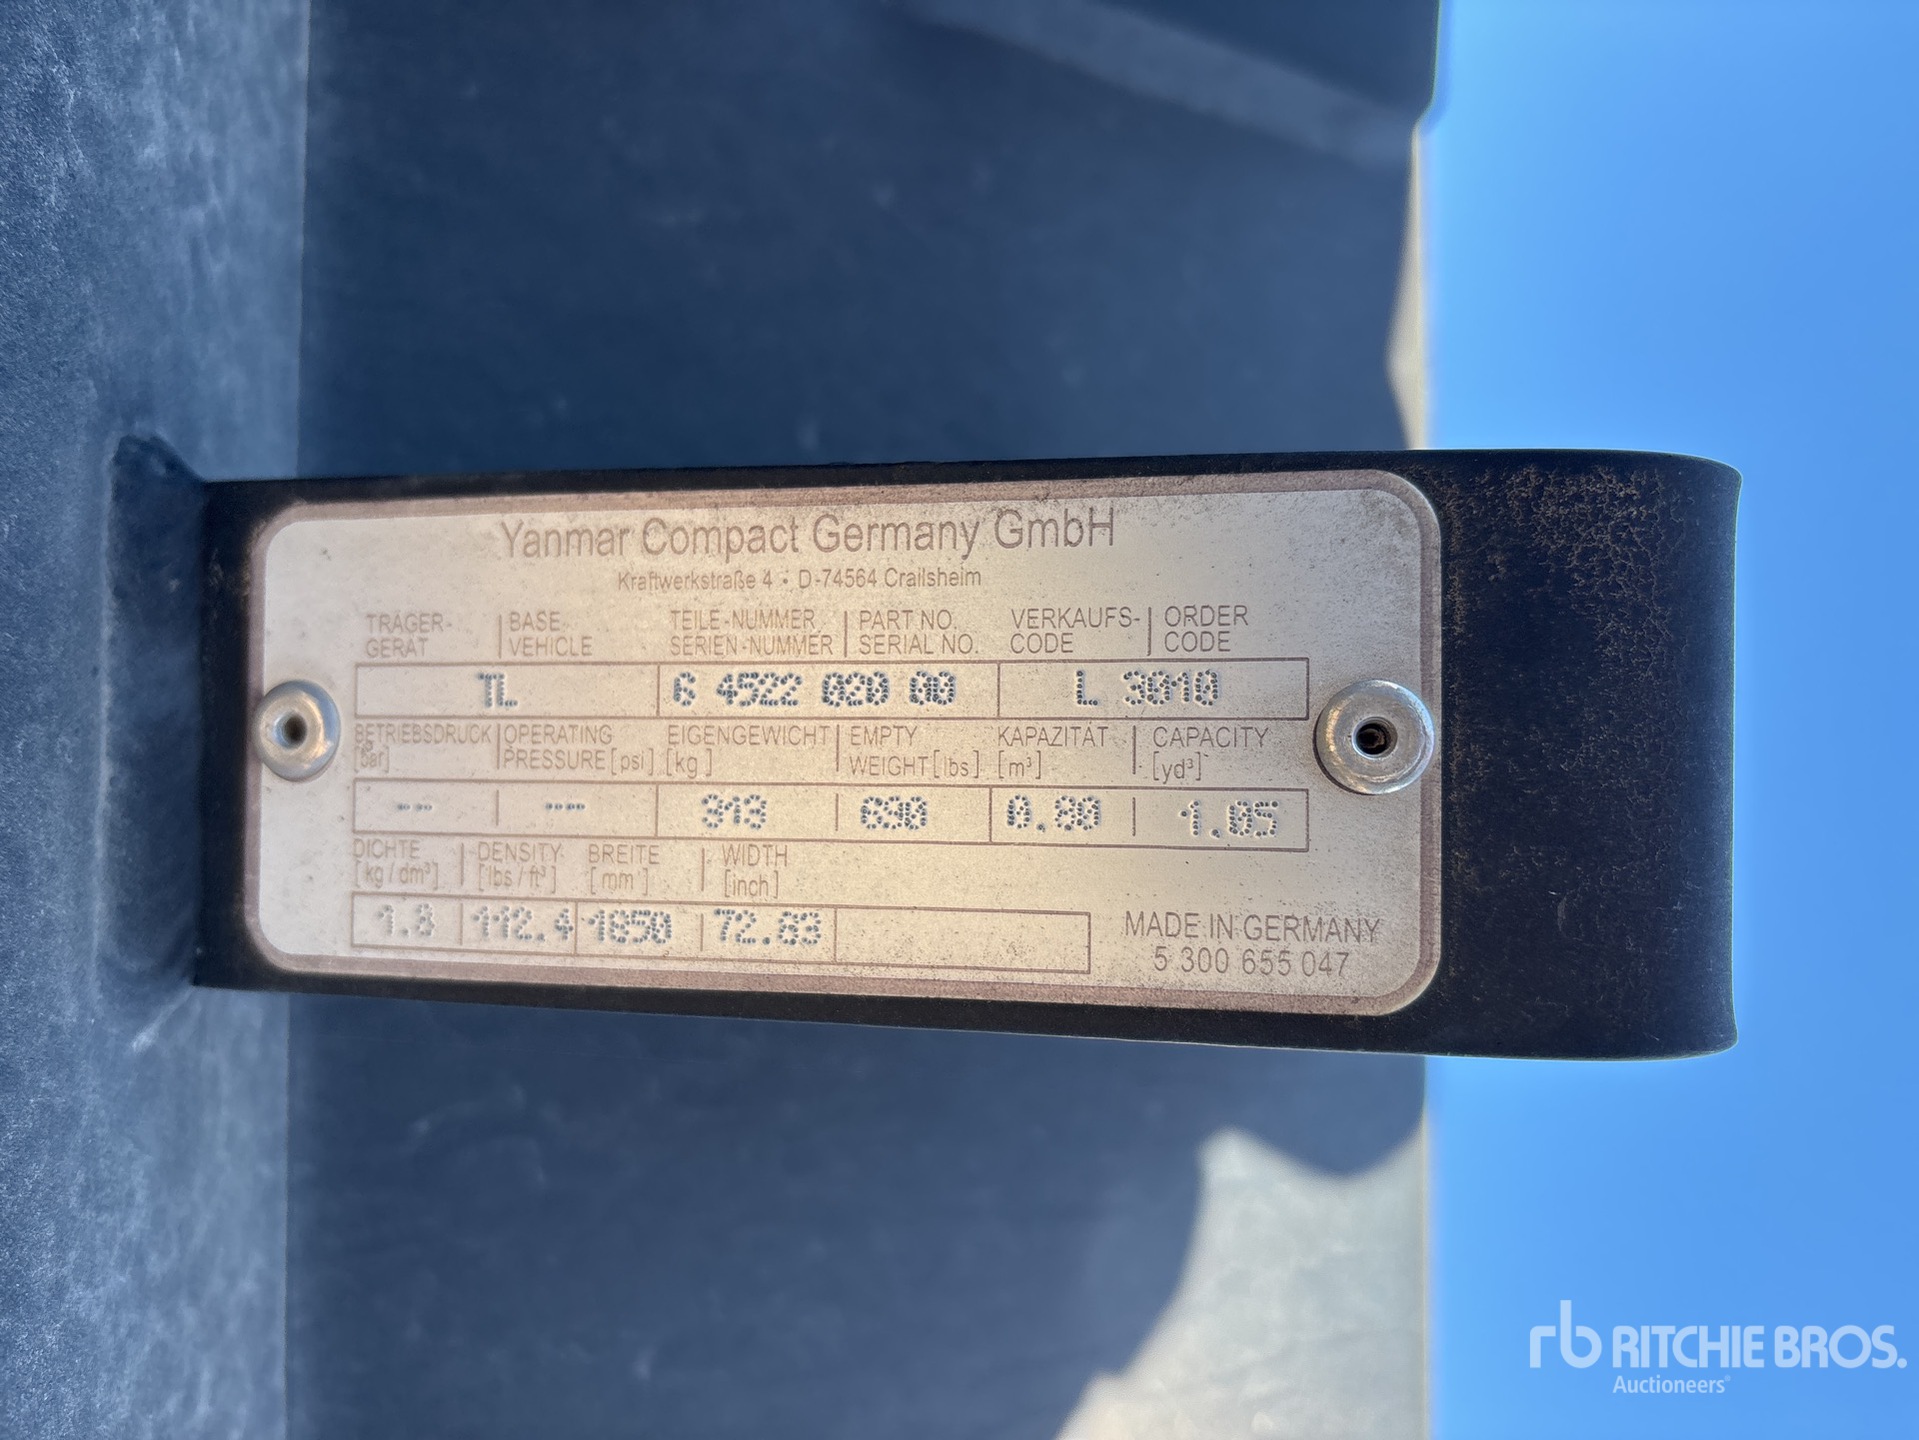 Yanmar Compact Germany GmbH
Kraftwerkstraße 4 • D-74564 Crailsheim
TRÄGER- | BASE TEILE-NUMMER | PART NO. VERKAUFS- | ORDER
GERÄT VEHICLE SERIEN-NUMMER SERIAL NO. CODE CODE
TL 6 4522 020 00 L 3010
BETRIEBSDRUCK | OPERATING EIGENGEWICHT | EMPTY KAPAZITÄT | CAPACITY
[bar] PRESSURE [psi] [kg] WEIGHT [lbs] [m³] [yd³]
-- | -- 313 | 690 0.80 | 1.05
DICHTE | DENSITY BREITE | WIDTH
[kg / dm³] [lbs / ft³] [mm] [inch]
1.8 | 112.4 1850 | 72.83
MADE IN GERMANY
5 300 655 047
rb RITCHIE BROS.
Auctioneers®